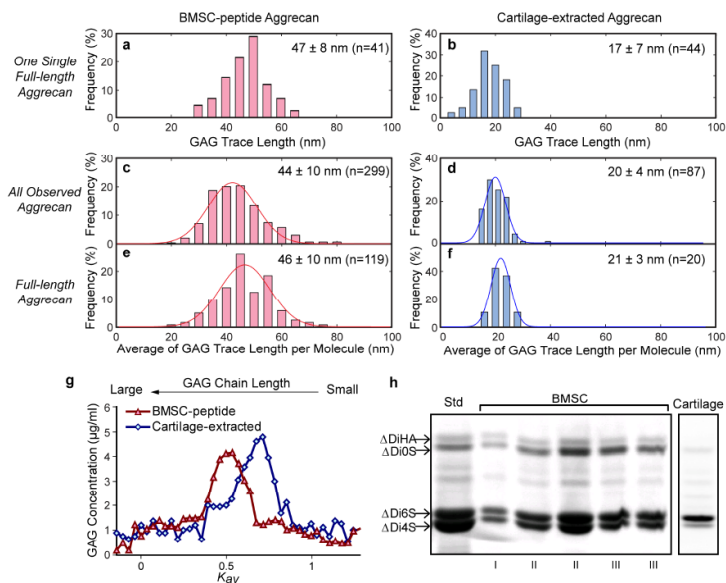 BMSC-peptide Aggrecan
Cartilage-extracted Aggrecan
One Single
Full-length
Aggrecan
Frequency (%)
30
20
10
0
a
47 ± 8 nm (n=41)
0 20 40 60 80 100
GAG Trace Length (nm)
Frequency (%)
40
30
20
10
0
b
17 ± 7 nm (n=44)
0 20 40 60 80 100
GAG Trace Length (nm)
All Observed
Aggrecan
Frequency (%)
30
20
10
0
c
44 ± 10 nm (n=299)
Frequency (%)
40
20
0
d
20 ± 4 nm (n=87)
Full-length
Aggrecan
Frequency (%)
30
20
10
0
e
46 ± 10 nm (n=119)
0 20 40 60 80 100
Average of GAG Trace Length per Molecule (nm)
Frequency (%)
40
20
0
f
21 ± 3 nm (n=20)
0 20 40 60 80 100
Average of GAG Trace Length per Molecule (nm)
g
GAG Chain Length
Large
Small
BMSC-peptide
Cartilage-extracted
GAG Concentration (μg/ml)
6
5
4
3
2
1
0
0 0.5 1
Kav
h
Std
BMSC
Cartilage
ΔDiHA
ΔDi0S
ΔDi6S
ΔDi4S
I II II III III